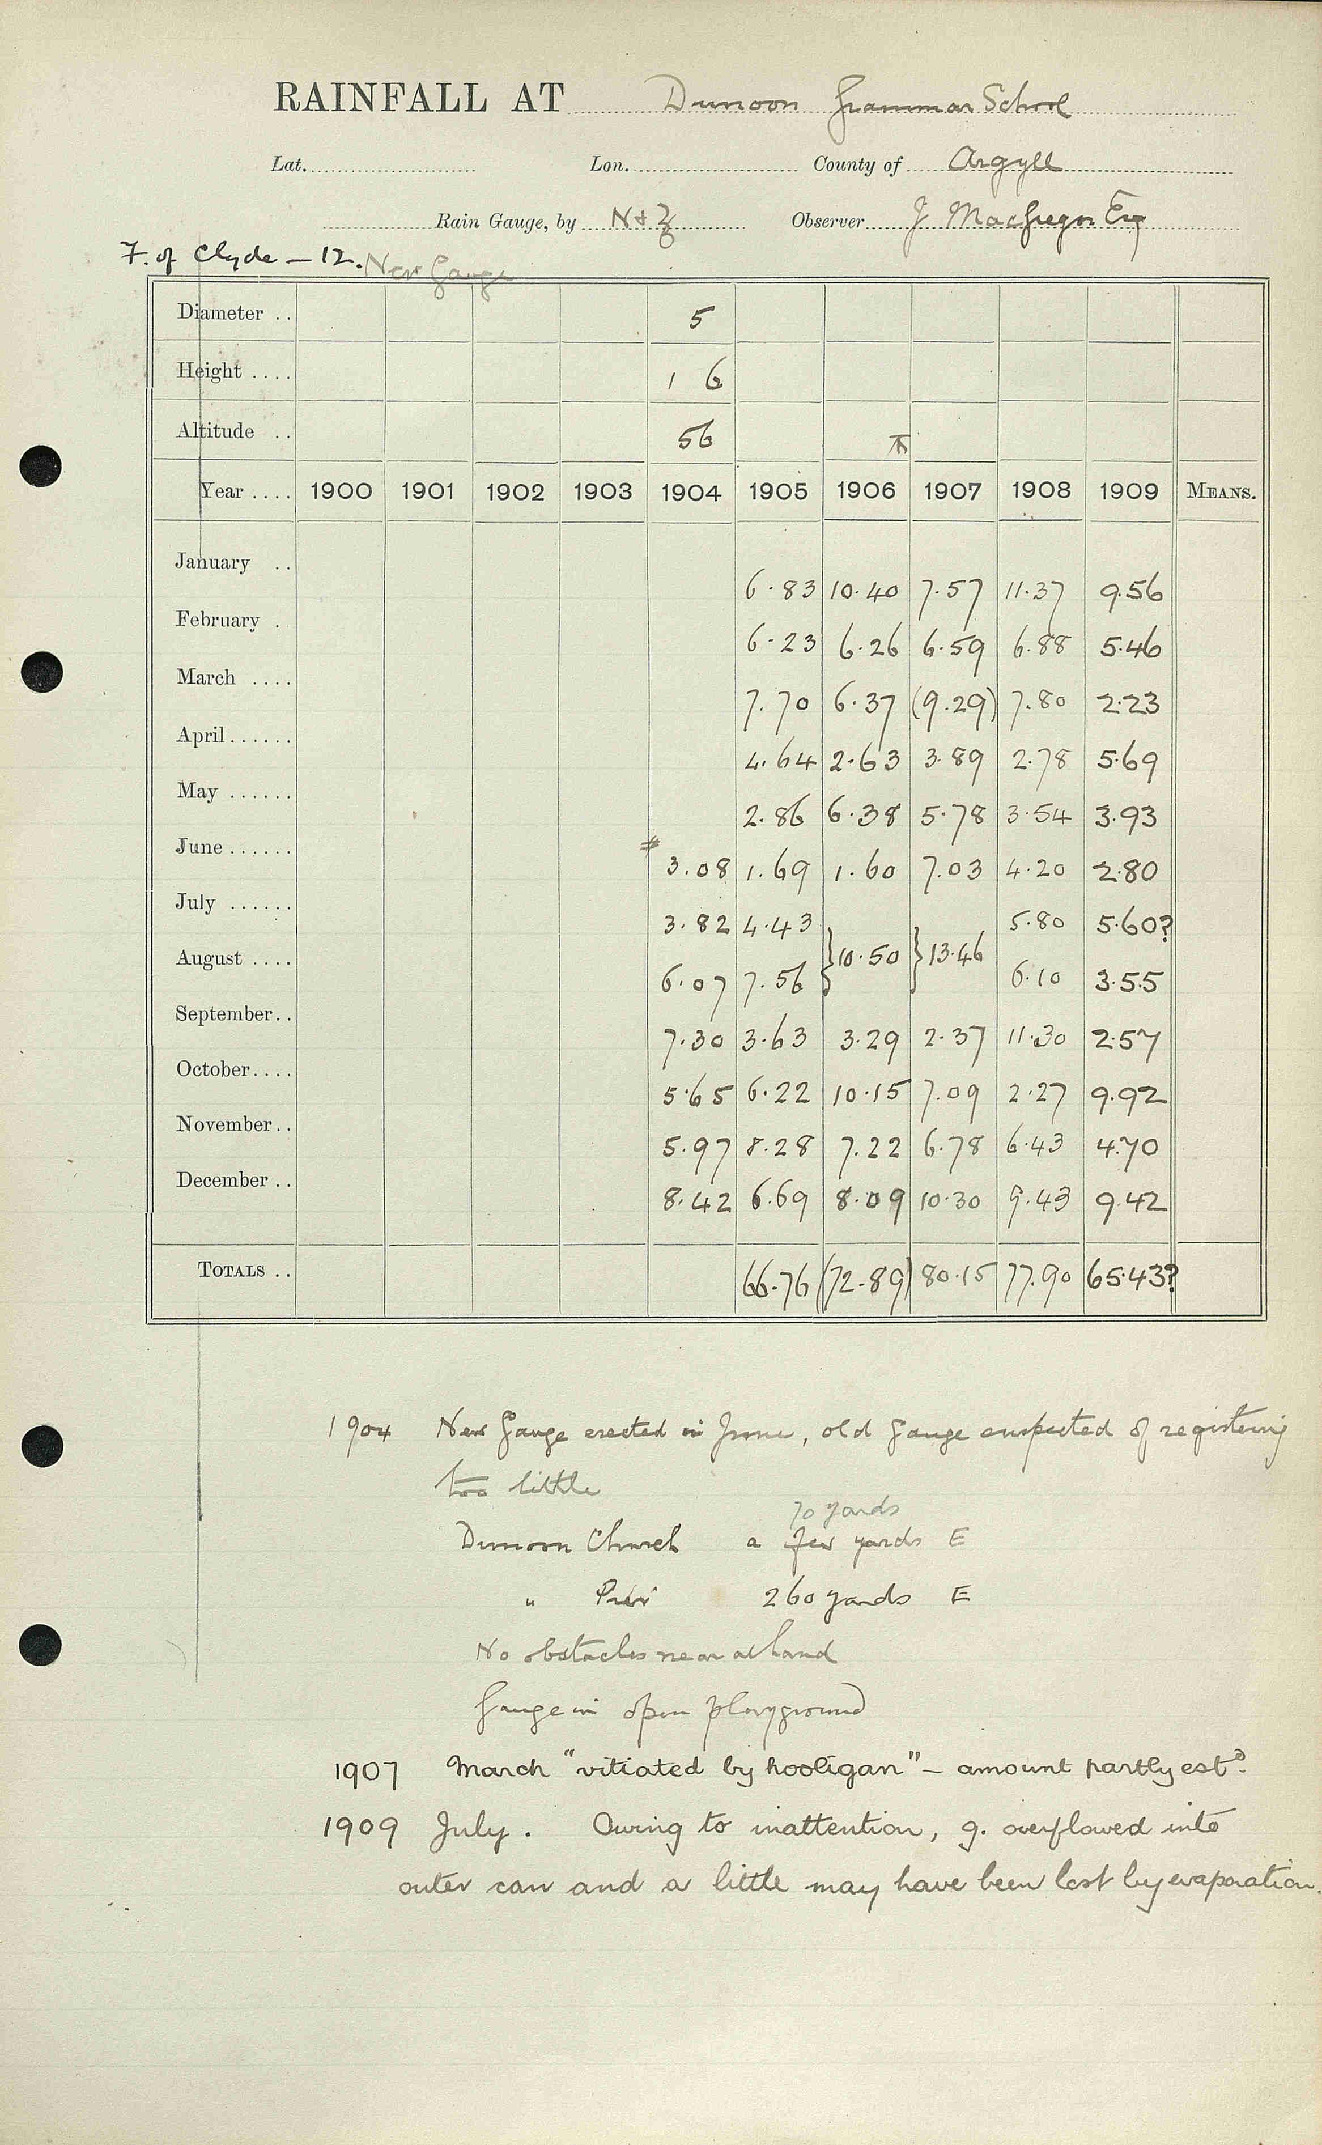 RAINFALL AT Dunoon Grammar School
Lat. Lon. County of Argyll
Rain Gauge, by N & Z Observer J MacGregor Esq
F. of Clyde – 12. New Gauge
Diameter .. 5
Height .... 1 6
Altitude .. 56
Year .... 1900 1901 1902 1903 1904 1905 1906 1907 1908 1909 MEANS.
January .. 6.83 10.40 7.57 11.37 9.56
February . 6.23 6.26 6.59 6.88 5.46
March .... 7.70 6.37 (9.29) 7.80 2.23
April...... 4.64 2.63 3.89 2.78 5.69
May ...... 2.86 6.38 5.78 3.54 3.93
June ...... 3.08 1.69 1.60 7.03 4.20 2.80
July ...... 3.82 4.43 5.80 5.60?
} 10.50 } 13.46
August .... 6.07 7.56 6.10 3.55
September.. 7.30 3.63 3.29 2.37 11.30 2.57
October.... 5.65 6.22 10.15 7.09 2.27 9.92
November.. 5.97 8.28 7.22 6.78 6.43 4.70
December .. 8.42 6.69 8.09 10.30 9.43 9.42
TOTALS .. 66.76 (72.89) 80.15 77.90 65.43?
1904 New Gauge erected in June, old gauge suspected of registering
too little
70 yards
Dunoon Church a few yards E
" Pier 260 yards E
No obstacles near at hand
Gauge in open playground
1907 March "vitiated by hooligan" – amount partly estd.
1909 July. Owing to inattention, g. overflowed into
outer can and a little may have been lost by evaporation.